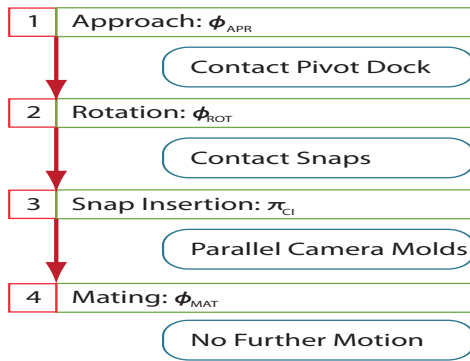 1 Approach: ϕAPR
Contact Pivot Dock
2 Rotation: ϕROT
Contact Snaps
3 Snap Insertion: πCI
Parallel Camera Molds
4 Mating: ϕMAT
No Further Motion